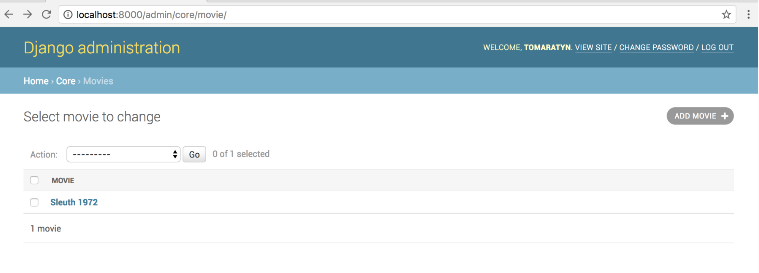 localhost:8000/admin/core/movie/
Django administration
WELCOME, TOMARATYN. VIEW SITE / CHANGE PASSWORD / LOG OUT
Home › Core › Movies
Select movie to change
ADD MOVIE +
Action: --------- Go 0 of 1 selected
MOVIE
Sleuth 1972
1 movie